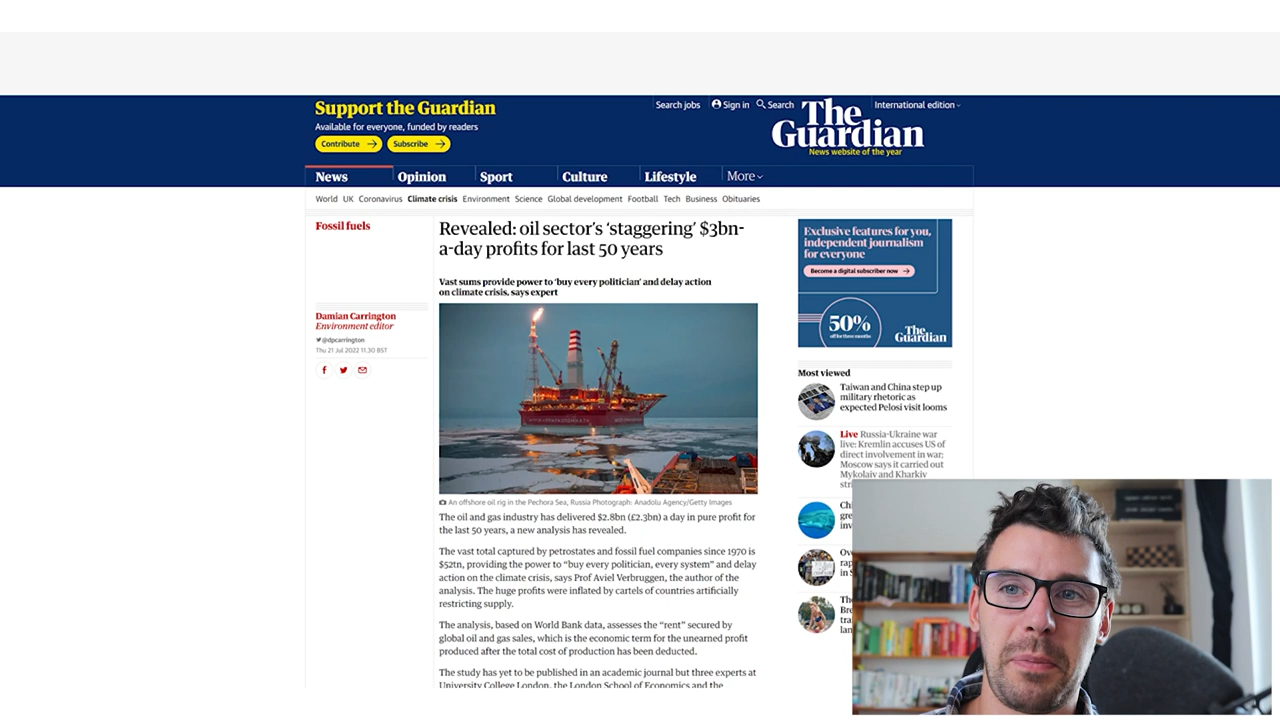 Support the Guardian
Available for everyone, funded by readers
Contribute →
Subscribe →
Search jobs
Sign in
Search
International edition
The
Guardian
News website of the year
News
Opinion
Sport
Culture
Lifestyle
More
World UK Coronavirus Climate crisis Environment Science Global development Football Tech Business Obituaries
Fossil fuels
Revealed: oil sector's 'staggering' $3bn-
a-day profits for last 50 years
Vast sums provide power to 'buy every politician' and delay action
on climate crisis, says expert
Damian Carrington
Environment editor
@dpcarrington
Thu 21 Jul 2022 11.30 BST
An offshore oil rig in the Pechora Sea, Russia Photograph: Anadolu Agency/Getty Images
The oil and gas industry has delivered $2.8bn (£2.3bn) a day in pure profit for
the last 50 years, a new analysis has revealed.
The vast total captured by petrostates and fossil fuel companies since 1970 is
$52tn, providing the power to "buy every politician, every system" and delay
action on the climate crisis, says Prof Aviel Verbruggen, the author of the
analysis. The huge profits were inflated by cartels of countries artificially
restricting supply.
The analysis, based on World Bank data, assesses the "rent" secured by
global oil and gas sales, which is the economic term for the unearned profit
produced after the total cost of production has been deducted.
The study has yet to be published in an academic journal but three experts at
University College London, the London School of Economics and the
Exclusive features for you,
independent journalism
for everyone
Become a digital subscriber now →
50%
off for three months
The
Guardian
Most viewed
Taiwan and China step up
military rhetoric as
expected Pelosi visit looms
Live Russia-Ukraine war
live: Kremlin accuses US of
direct involvement in war;
Moscow says it carried out
Mykolaiv and Kharkiv